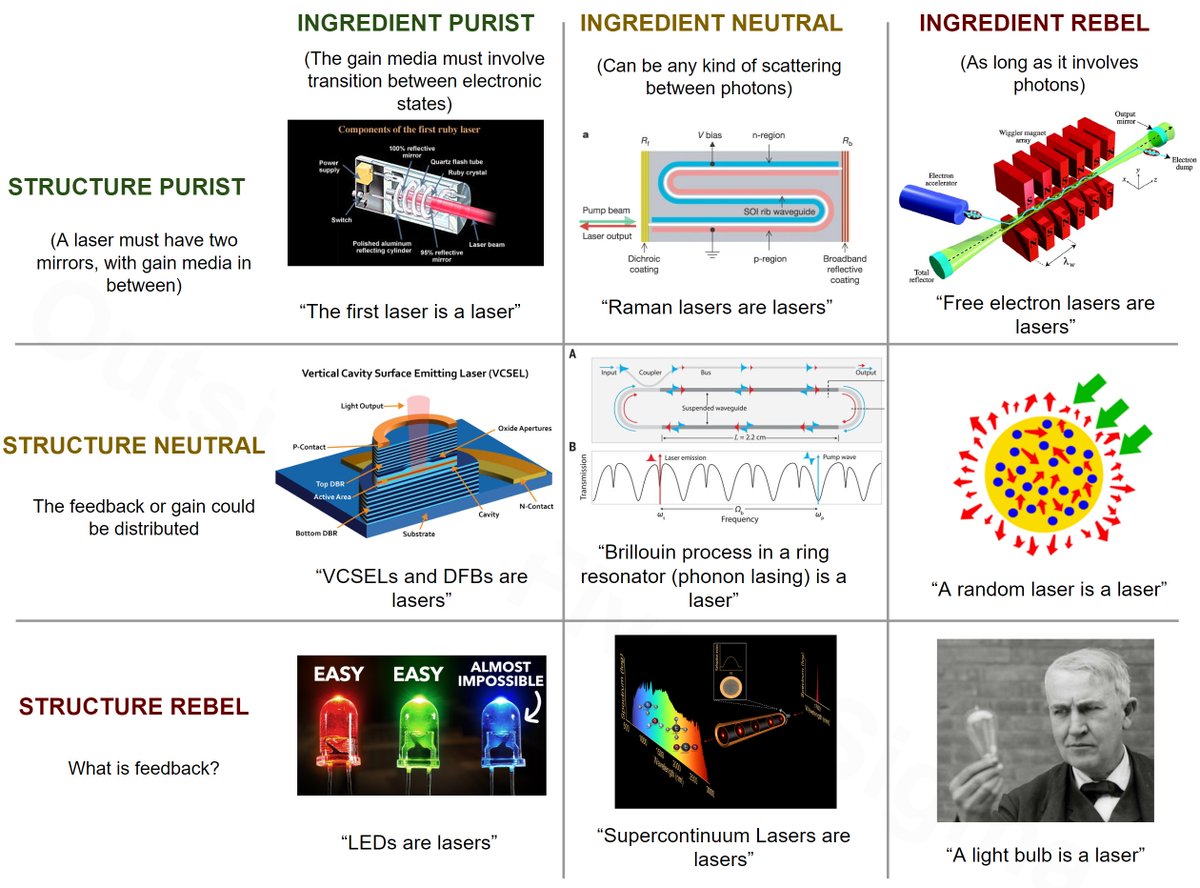 INGREDIENT PURIST
INGREDIENT NEUTRAL
INGREDIENT REBEL
(The gain media must involve
transition between electronic
states)
(Can be any kind of scattering
between photons)
(As long as it involves
photons)
STRUCTURE PURIST
(A laser must have two
mirrors, with gain media in
between)
Components of the first ruby laser
100% reflective
mirror
Quartz flash tube
Ruby crystal
Power
supply
Switch
Polished aluminum
reflecting cylinder
95% reflective
mirror
Laser beam
“The first laser is a laser”
a
Rf
V bias
n-region
Rb
SOI rib waveguide
Pump beam
Laser output
Dichroic
coating
p-region
Broadband
reflective
coating
“Raman lasers are lasers”
Wiggler magnet
array
Output
mirror
Electron
dump
Electron
accelerator
y
x
z
λw
Total
reflector
“Free electron lasers are
lasers”
STRUCTURE NEUTRAL
The feedback or gain could
be distributed
Vertical Cavity Surface Emitting Laser (VCSEL)
Light Output
Oxide Apertures
P-Contact
Top DBR
Active Area
Bottom DBR
Substrate
Cavity
N-Contact
“VCSELs and DFBs are
lasers”
A
Input
Coupler
Bus
Output
Suspended
waveguide
L = 2.2 cm
B
Transmission
Laser emission
Pump wave
Ωb
ωs
Frequency
ωp
“Brillouin process in a ring
resonator (phonon lasing) is a
laser”
“A random laser is a laser”
STRUCTURE REBEL
What is feedback?
EASY
EASY
ALMOST
IMPOSSIBLE
“LEDs are lasers”
Wavelength (nm)
“Supercontinuum Lasers are
lasers”
“A light bulb is a laser”